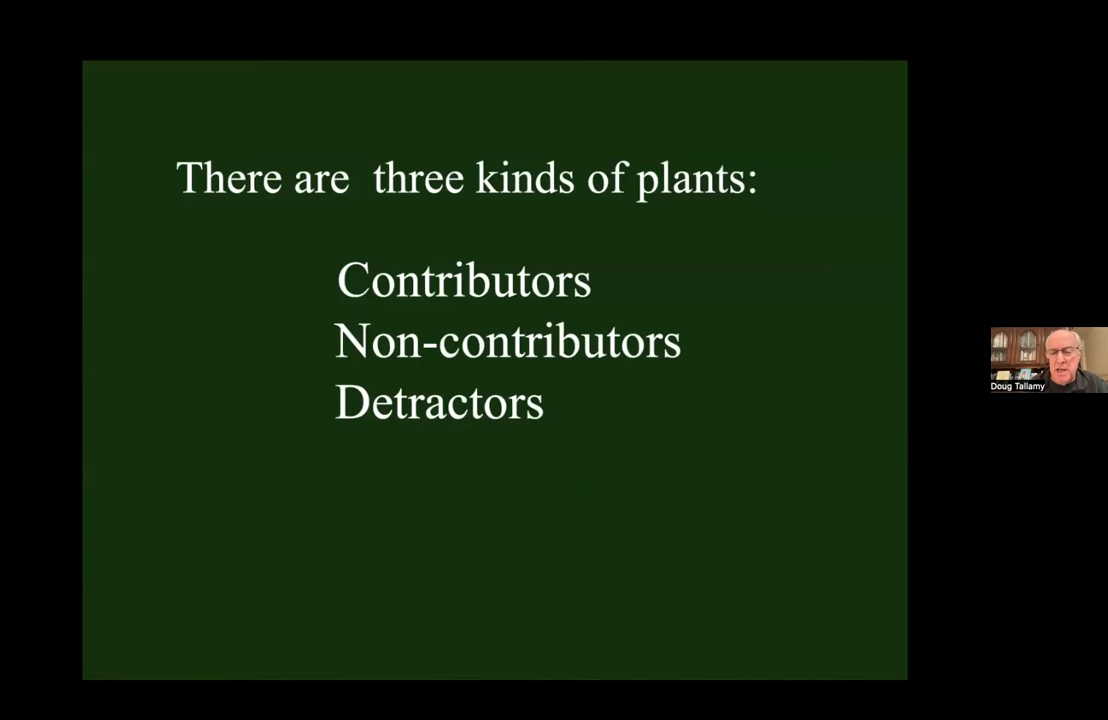 There are three kinds of plants:
Contributors
Non-contributors
Detractors
Doug Tallamy